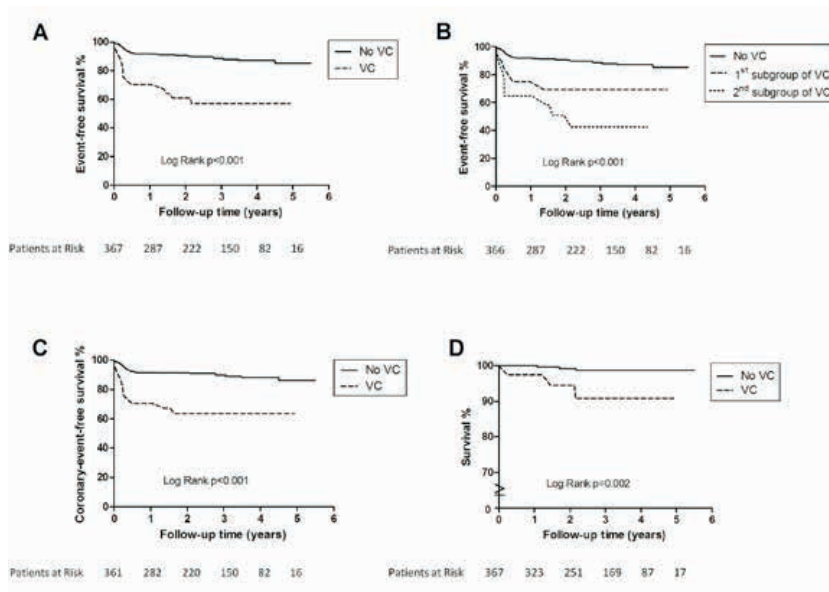 A
Event-free survival %
100
80
60
40
20
0
0 1 2 3 4 5 6
No VC
VC
Log Rank p<0.001
Follow-up time (years)
Patients at Risk 367 287 222 150 82 16
B
Event-free survival %
100
80
60
40
20
0
0 1 2 3 4 5 6
No VC
1st subgroup of VC
2nd subgroup of VC
Log Rank p<0.001
Follow-up time (years)
Patients at Risk 366 287 222 150 82 16
C
Coronary-event-free survival %
100
80
60
40
20
0
0 1 2 3 4 5 6
No VC
VC
Log Rank p<0.001
Follow-up time (years)
Patients at Risk 361 282 220 150 82 16
D
Survival %
100
90
80
70
0
0 1 2 3 4 5 6
No VC
VC
Log Rank p=0.002
Follow-up time (years)
Patients at Risk 367 323 251 169 87 17